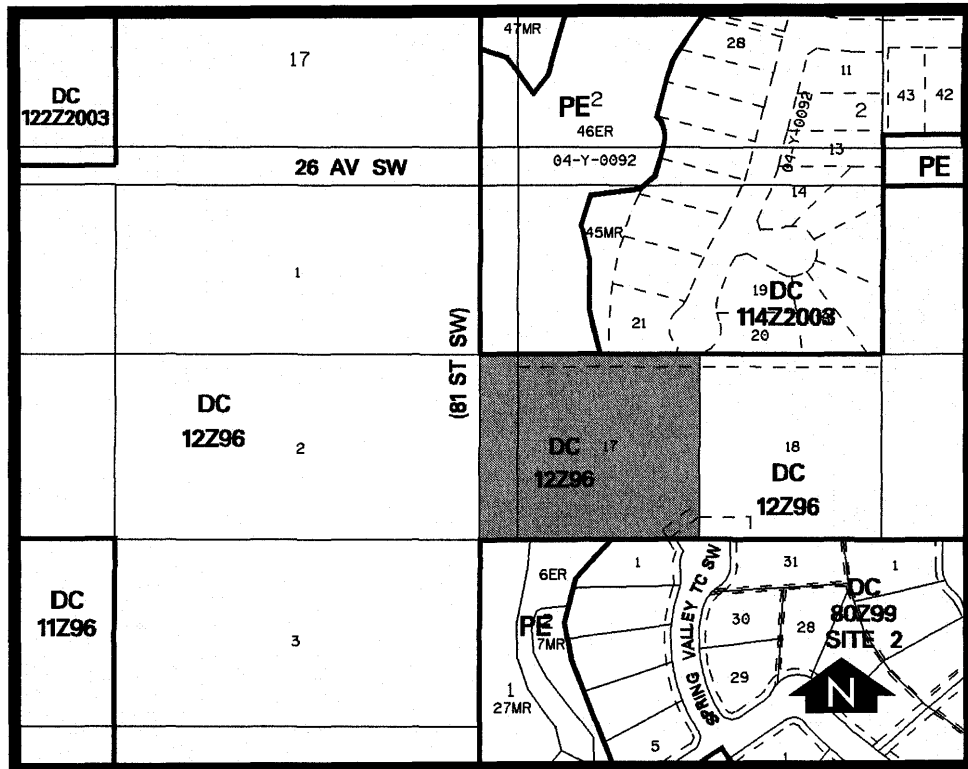 47MR
28
17
11
DC
122Z2003
43
42
PE2
2
46ER
04-Y-0092
13
04-Y-0092
26 AV SW
PE
14
45MR
1
19
DC
114Z2003
21
20
(81 ST SW)
DC
12Z96
2
DC
17
12Z96
18
DC
12Z96
6ER
1
31
1
DC
11Z96
DC
80Z99
SITE 2
30
28
PE
7MR
3
SPRING VALLEY TC SW
29
N
1
27MR
5
1